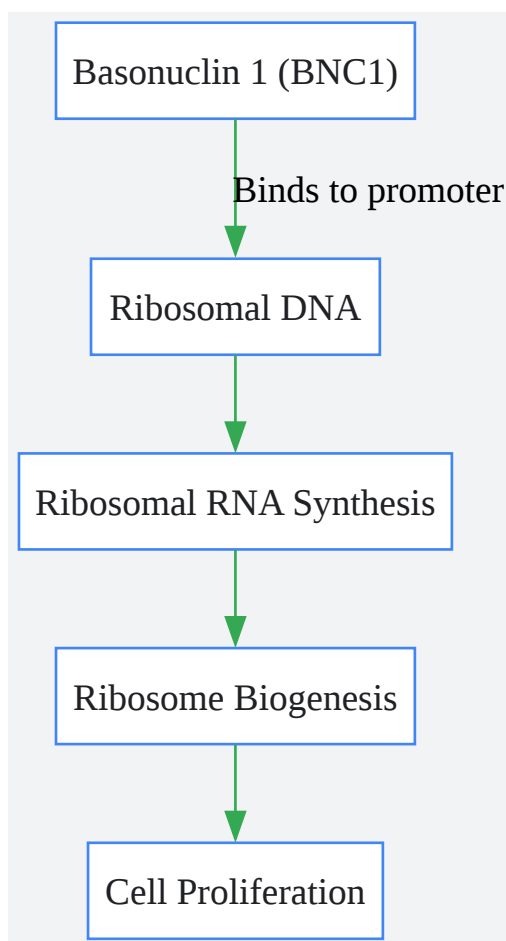 Basonuclin 1 (BNC1)
Binds to promoter
Ribosomal DNA
Ribosomal RNA Synthesis
Ribosome Biogenesis
Cell Proliferation